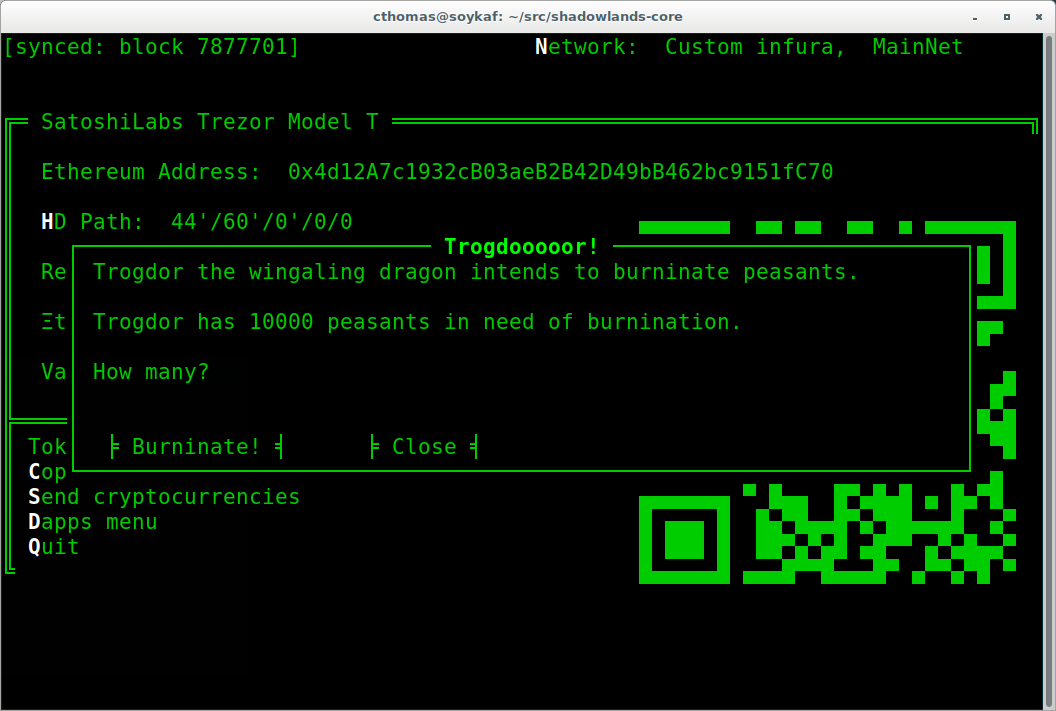 cthomas@soykaf: ~/src/shadowlands-core
[synced: block 7877701] Network: Custom infura, MainNet
SatoshiLabs Trezor Model T
Ethereum Address: 0x4d12A7c1932cB03aeB2B42D49bB462bc9151fC70
HD Path: 44'/60'/0'/0/0
Trogdooooor!
Re Trogdor the wingaling dragon intends to burninate peasants.
Ξt Trogdor has 10000 peasants in need of burnination.
Va How many?
Tok Burninate! Close
Cop
Send cryptocurrencies
Dapps menu
Quit